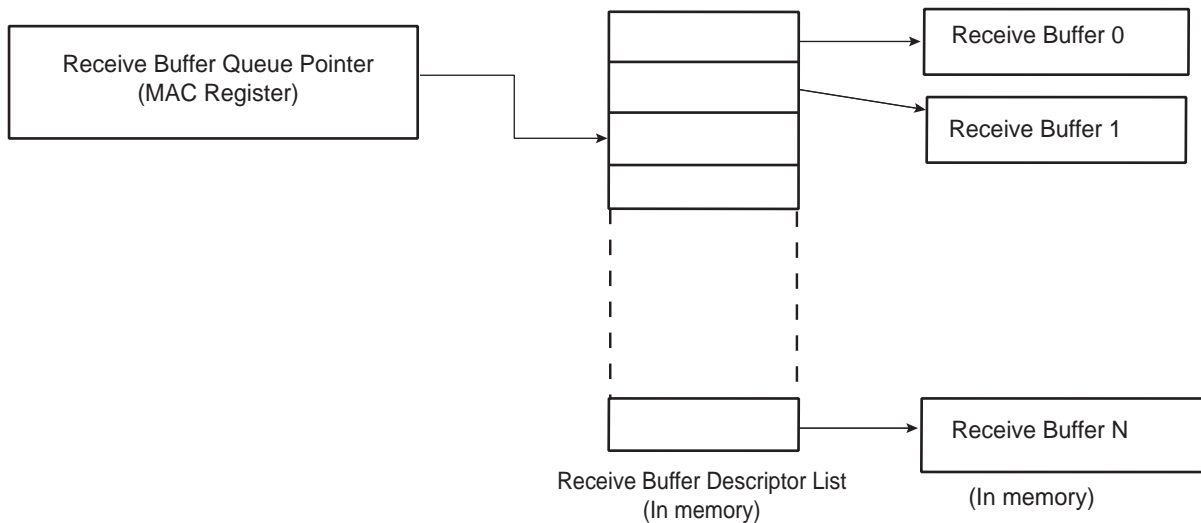 Receive Buffer Queue Pointer
(MAC Register)
Receive Buffer 0
Receive Buffer 1
Receive Buffer N
Receive Buffer Descriptor List
(In memory)
(In memory)